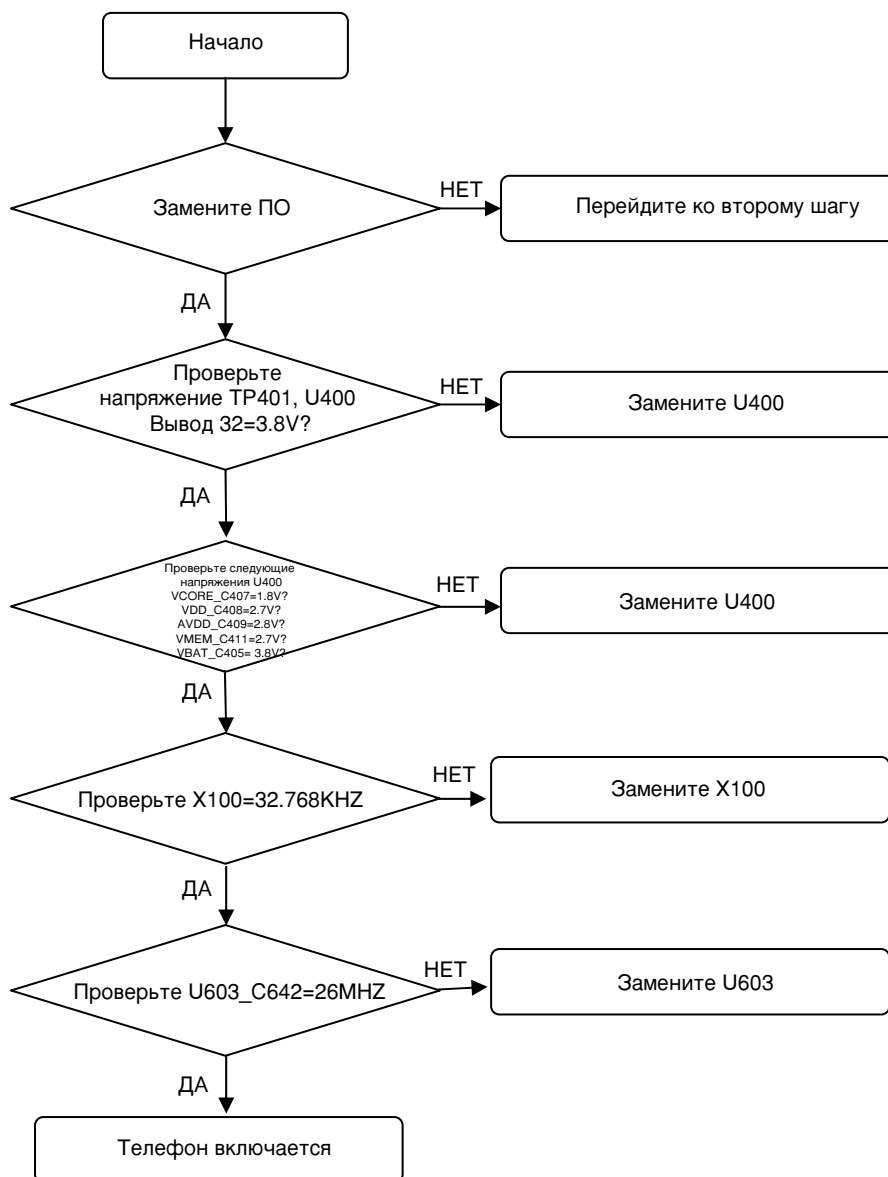 Начало
Замените ПО
НЕТ
Перейдите ко второму шагу
ДА
Проверьте
напряжение TP401, U400
Вывод 32=3.8V?
НЕТ
Замените U400
ДА
Проверьте следующие
напряжения U400
VCORE_C407=1.8V?
VDD_C408=2.7V?
AVDD_C409=2.8V?
VMEM_C411=2.7V?
VBAT_C405= 3.8V?
НЕТ
Замените U400
ДА
Проверьте X100=32.768KHZ
НЕТ
Замените X100
ДА
Проверьте U603_C642=26MHZ
НЕТ
Замените U603
ДА
Телефон включается